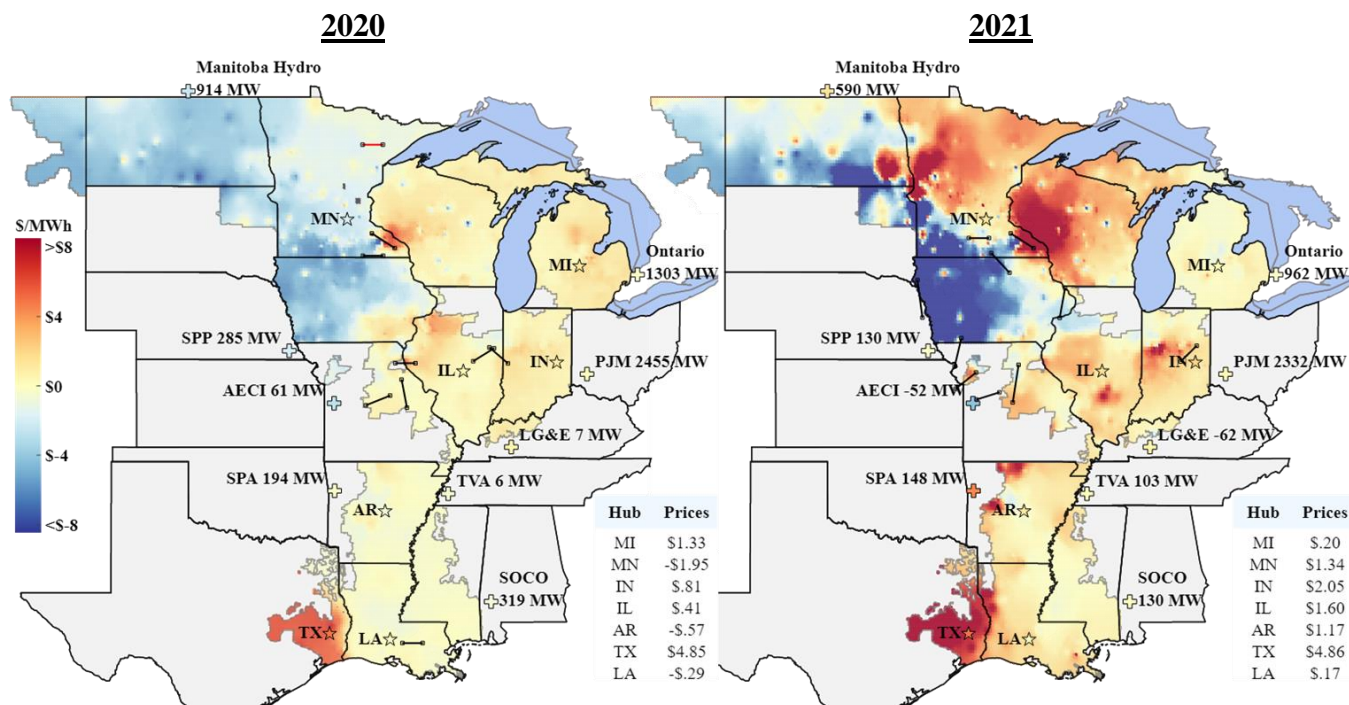 2020
Manitoba Hydro
914 MW
MN
MI
Ontario
1303 MW
$/MWh
>$8
$4
$0
$-4
<$-8
SPP 285 MW
IL
IN
PJM 2455 MW
AECI 61 MW
LG&E 7 MW
SPA 194 MW
TVA 6 MW
AR
SOCO
319 MW
TX
LA
Hub Prices
MI $1.33
MN -$1.95
IN $.81
IL $.41
AR -$.57
TX $4.85
LA -$.29
2021
Manitoba Hydro
590 MW
MN
MI
Ontario
962 MW
SPP 130 MW
IL
IN
PJM 2332 MW
AECI -52 MW
LG&E -62 MW
SPA 148 MW
TVA 103 MW
AR
SOCO
130 MW
TX
LA
Hub Prices
MI $.20
MN $1.34
IN $2.05
IL $1.60
AR $1.17
TX $4.86
LA $.17